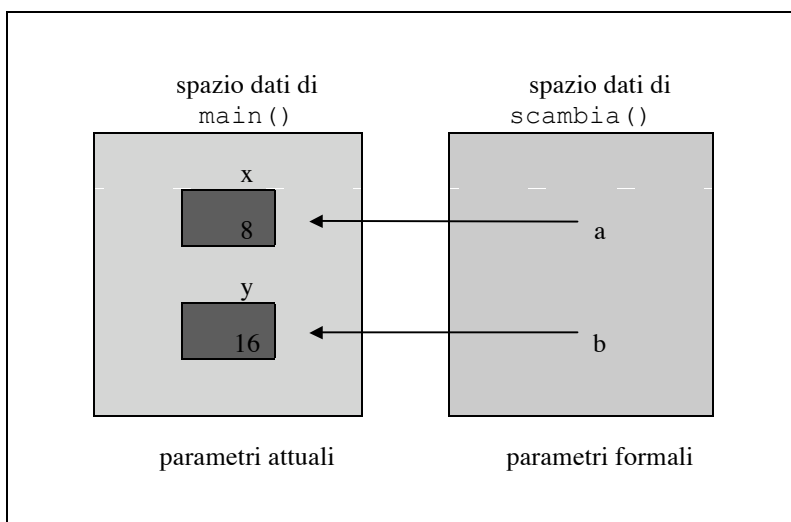 spazio dati di
main()
spazio dati di
scambia()
x
8
a
y
16
b
parametri attuali
parametri formali